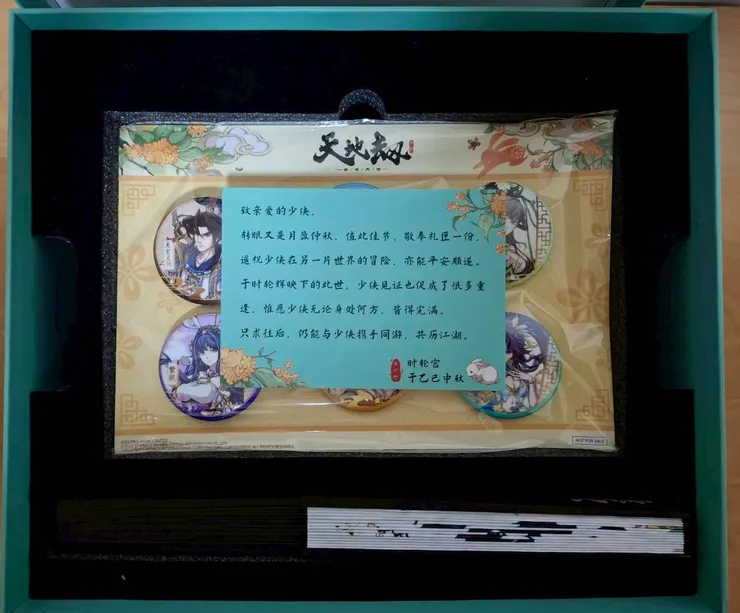 天地劫
致亲爱的少侠，
转眼又是月盈仲秋，值此佳节，敬奉礼匣一份，
遥祝少侠在另一片世界的冒险，亦能平安顺遂。
于时轮辉映下的此世，少侠见证也促成了很多重
逢，惟愿少侠无论身处何方，皆得完满。
只求往后，仍能与少侠携手同游，共历江湖。
时轮宫
于乙巳中秋
NOT FOR SALE